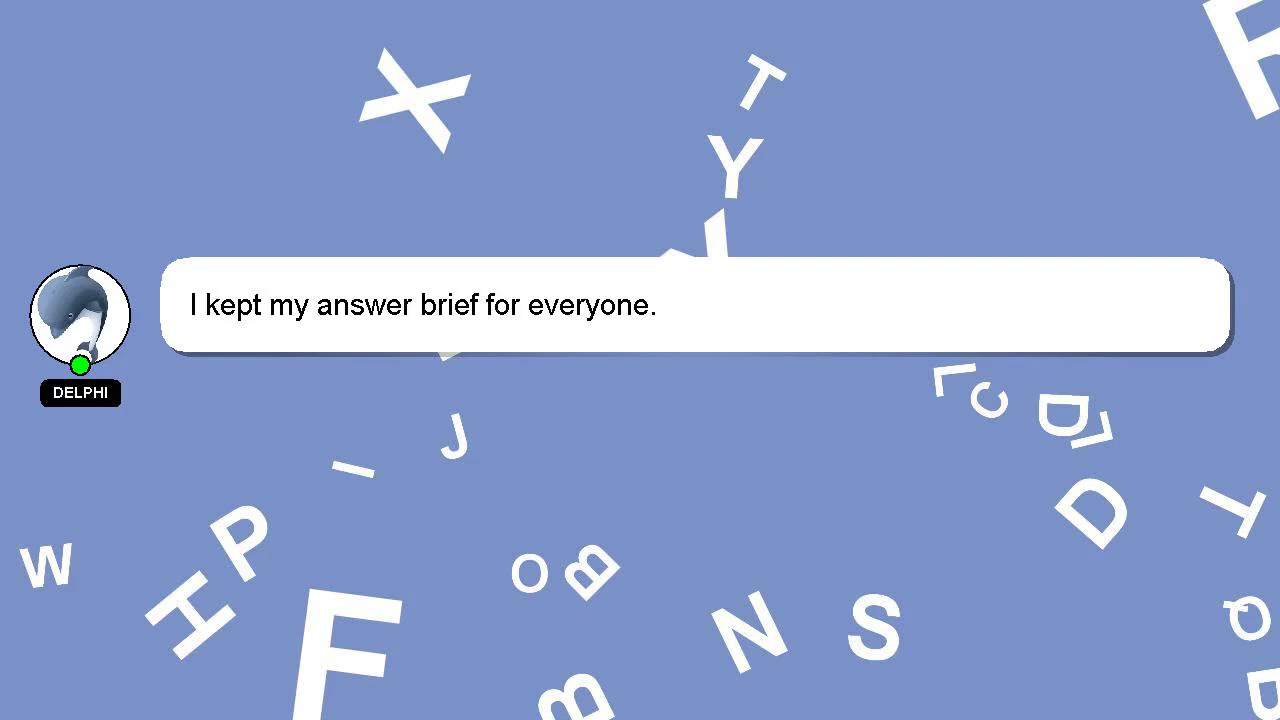 I kept my answer brief for everyone.
DELPHI
X
T
Y
F
J
I
L
C
D
L
D
T
W
P
H
F
O
B
N
S
Q
B